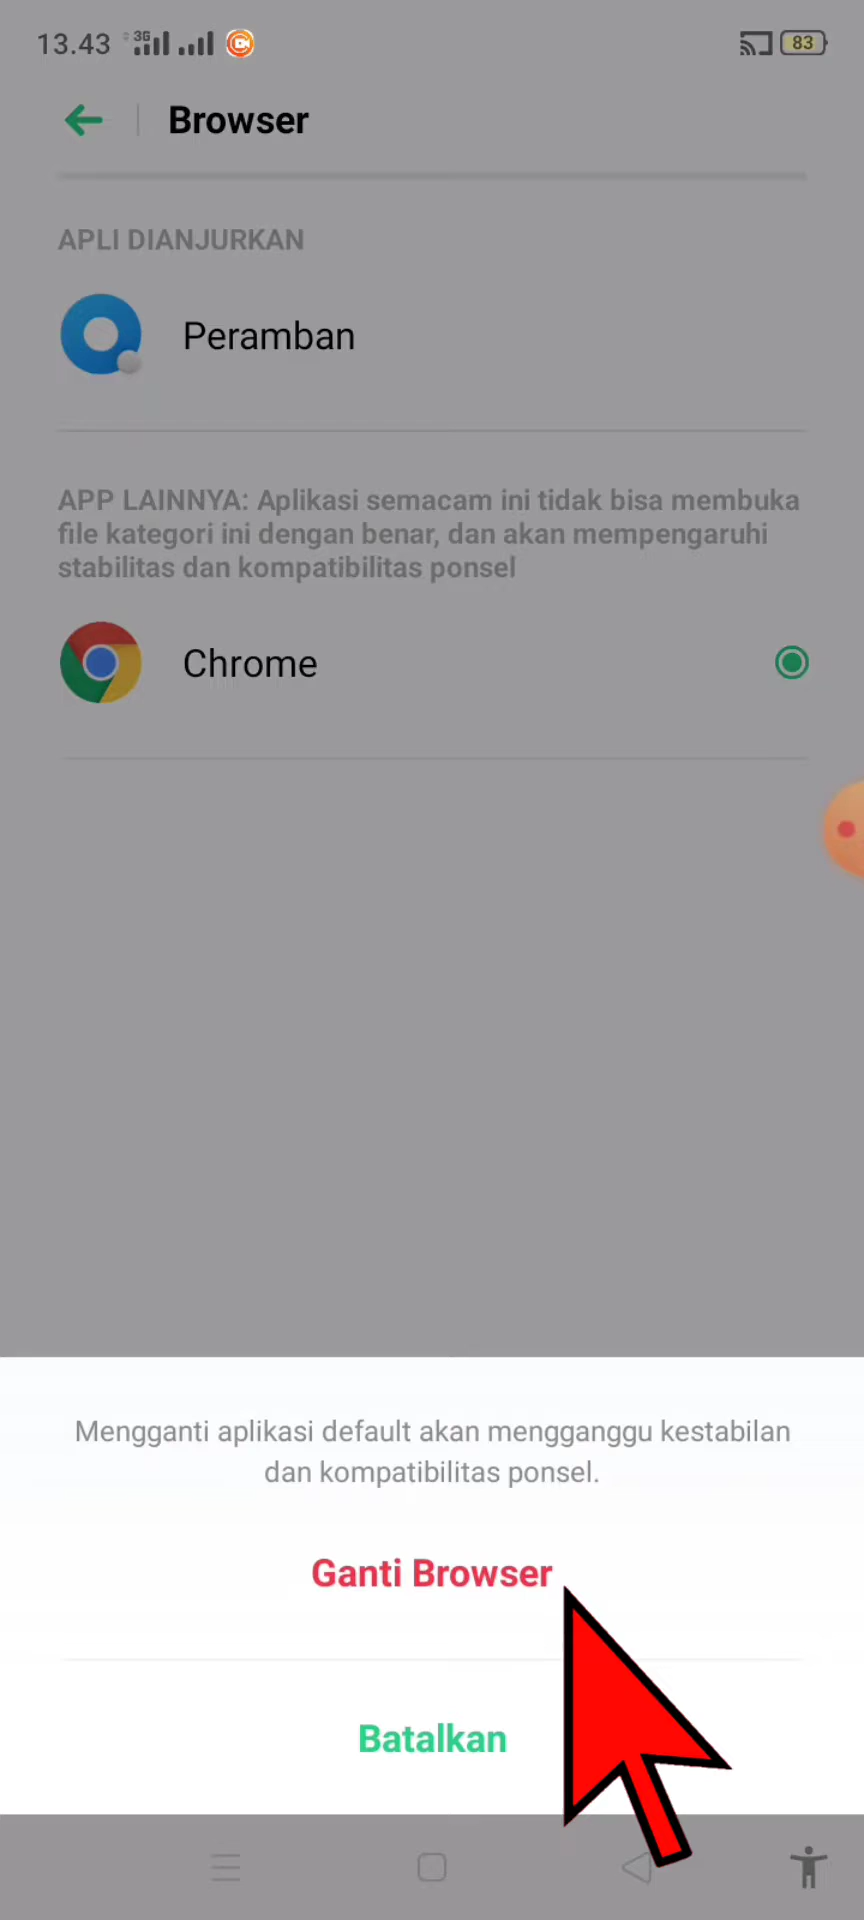 13.43 3G 83
Browser
APLI DIANJURKAN
Peramban
APP LAINNYA: Aplikasi semacam ini tidak bisa membuka
file kategori ini dengan benar, dan akan mempengaruhi
stabilitas dan kompatibilitas ponsel
Chrome
Mengganti aplikasi default akan mengganggu kestabilan
dan kompatibilitas ponsel.
Ganti Browser
Batalkan